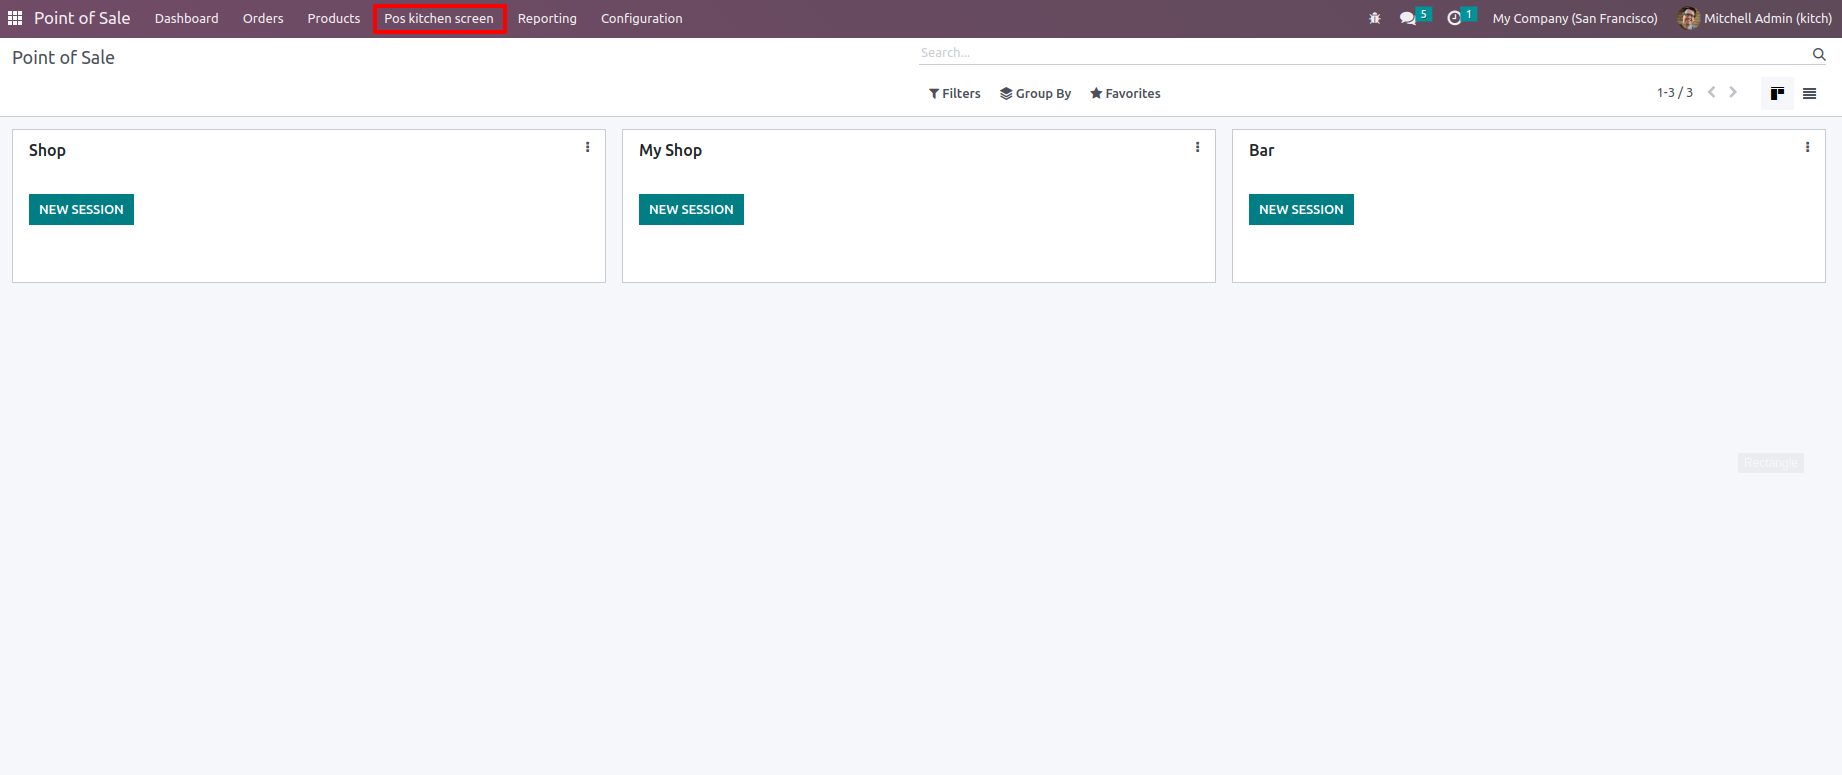 Point of Sale Dashboard Orders Products Pos kitchen screen Reporting Configuration 5 1 My Company (San Francisco) Mitchell Admin (kitch)
Point of Sale Search...
Filters Group By Favorites 1-3 / 3
Shop My Shop Bar
NEW SESSION NEW SESSION NEW SESSION
Rectangle